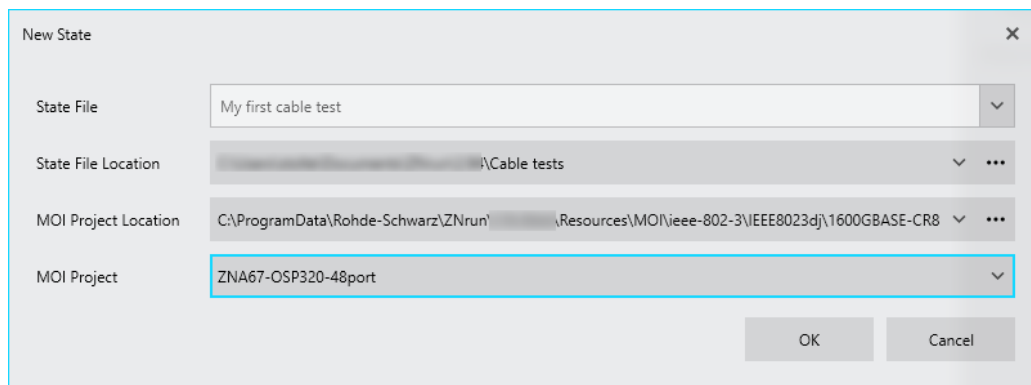 New State
State File My first cable test
State File Location \Cable tests
MOI Project Location C:\ProgramData\Rohde-Schwarz\ZNrun\ \Resources\MOI\ieee-802-3\IEEE8023dj\1600GBASE-CR8
MOI Project ZNA67-OSP320-48port
OK Cancel